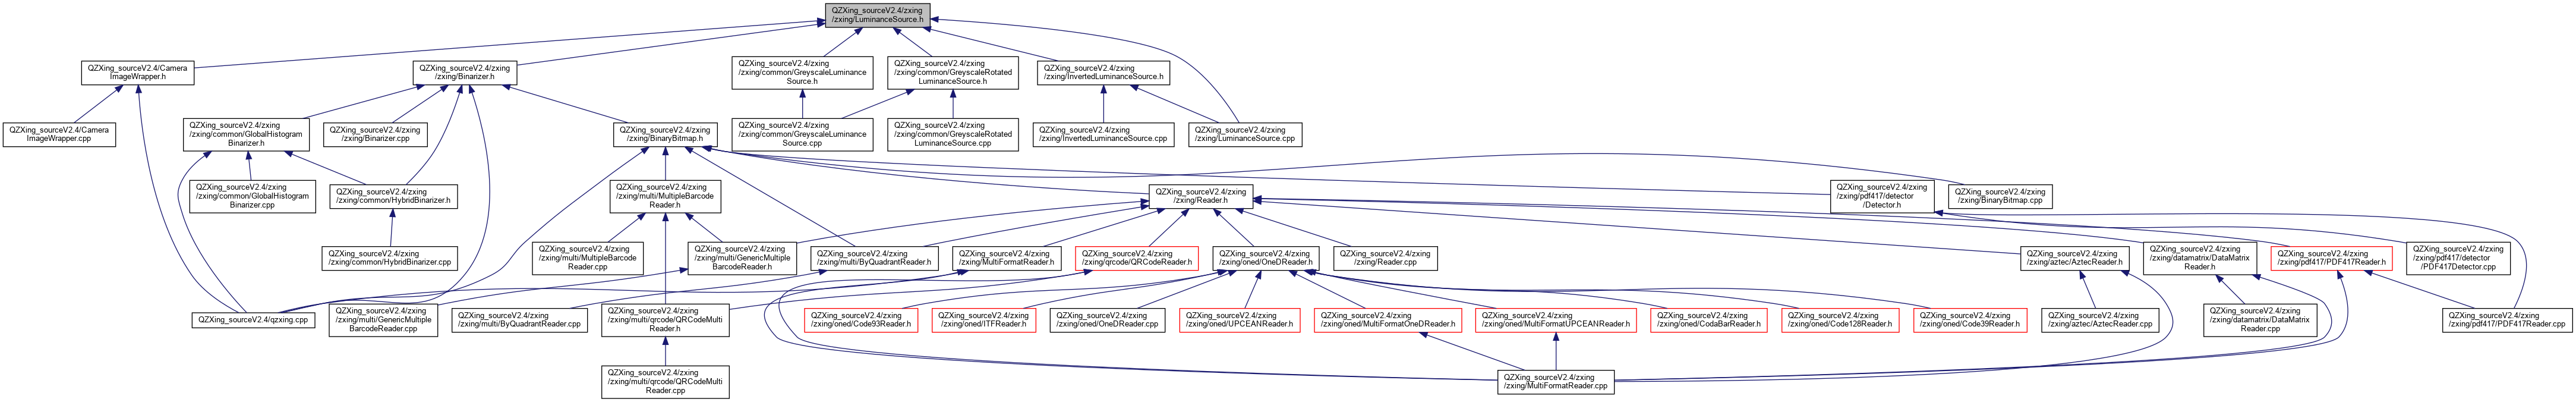 QZXing_sourceV2.4/zxing
/zxing/LuminanceSource.h
QZXing_sourceV2.4/Camera
ImageWrapper.h
QZXing_sourceV2.4/zxing
/zxing/Binarizer.h
QZXing_sourceV2.4/zxing
/zxing/common/GreyscaleLuminance
Source.h
QZXing_sourceV2.4/zxing
/zxing/common/GreyscaleRotated
LuminanceSource.h
QZXing_sourceV2.4/zxing
/zxing/InvertedLuminanceSource.h
QZXing_sourceV2.4/Camera
ImageWrapper.cpp
QZXing_sourceV2.4/zxing
/zxing/common/GlobalHistogram
Binarizer.h
QZXing_sourceV2.4/zxing
/zxing/Binarizer.cpp
QZXing_sourceV2.4/zxing
/zxing/BinaryBitmap.h
QZXing_sourceV2.4/zxing
/zxing/common/GreyscaleLuminance
Source.cpp
QZXing_sourceV2.4/zxing
/zxing/common/GreyscaleRotated
LuminanceSource.cpp
QZXing_sourceV2.4/zxing
/zxing/InvertedLuminanceSource.cpp
QZXing_sourceV2.4/zxing
/zxing/LuminanceSource.cpp
QZXing_sourceV2.4/zxing
/zxing/common/GlobalHistogram
Binarizer.cpp
QZXing_sourceV2.4/zxing
/zxing/common/HybridBinarizer.h
QZXing_sourceV2.4/zxing
/zxing/multi/MultipleBarcode
Reader.h
QZXing_sourceV2.4/zxing
/zxing/Reader.h
QZXing_sourceV2.4/zxing
/zxing/pdf417/detector
/Detector.h
QZXing_sourceV2.4/zxing
/zxing/BinaryBitmap.cpp
QZXing_sourceV2.4/zxing
/zxing/common/HybridBinarizer.cpp
QZXing_sourceV2.4/zxing
/zxing/multi/MultipleBarcode
Reader.cpp
QZXing_sourceV2.4/zxing
/zxing/multi/GenericMultiple
BarcodeReader.h
QZXing_sourceV2.4/zxing
/zxing/multi/ByQuadrantReader.h
QZXing_sourceV2.4/zxing
/zxing/MultiFormatReader.h
QZXing_sourceV2.4/zxing
/zxing/qrcode/QRCodeReader.h
QZXing_sourceV2.4/zxing
/zxing/oned/OneDReader.h
QZXing_sourceV2.4/zxing
/zxing/Reader.cpp
QZXing_sourceV2.4/zxing
/zxing/aztec/AztecReader.h
QZXing_sourceV2.4/zxing
/zxing/datamatrix/DataMatrix
Reader.h
QZXing_sourceV2.4/zxing
/zxing/pdf417/PDF417Reader.h
QZXing_sourceV2.4/zxing
/zxing/pdf417/detector
/PDF417Detector.cpp
QZXing_sourceV2.4/qzxing.cpp
QZXing_sourceV2.4/zxing
/zxing/multi/GenericMultiple
BarcodeReader.cpp
QZXing_sourceV2.4/zxing
/zxing/multi/ByQuadrantReader.cpp
QZXing_sourceV2.4/zxing
/zxing/multi/qrcode/QRCodeMulti
Reader.h
QZXing_sourceV2.4/zxing
/zxing/oned/Code93Reader.h
QZXing_sourceV2.4/zxing
/zxing/oned/ITFReader.h
QZXing_sourceV2.4/zxing
/zxing/oned/OneDReader.cpp
QZXing_sourceV2.4/zxing
/zxing/oned/UPCEANReader.h
QZXing_sourceV2.4/zxing
/zxing/oned/MultiFormatOneDReader.h
QZXing_sourceV2.4/zxing
/zxing/oned/MultiFormatUPCEANReader.h
QZXing_sourceV2.4/zxing
/zxing/oned/CodaBarReader.h
QZXing_sourceV2.4/zxing
/zxing/oned/Code128Reader.h
QZXing_sourceV2.4/zxing
/zxing/oned/Code39Reader.h
QZXing_sourceV2.4/zxing
/zxing/aztec/AztecReader.cpp
QZXing_sourceV2.4/zxing
/zxing/datamatrix/DataMatrix
Reader.cpp
QZXing_sourceV2.4/zxing
/zxing/pdf417/PDF417Reader.cpp
QZXing_sourceV2.4/zxing
/zxing/multi/qrcode/QRCodeMulti
Reader.cpp
QZXing_sourceV2.4/zxing
/zxing/MultiFormatReader.cpp